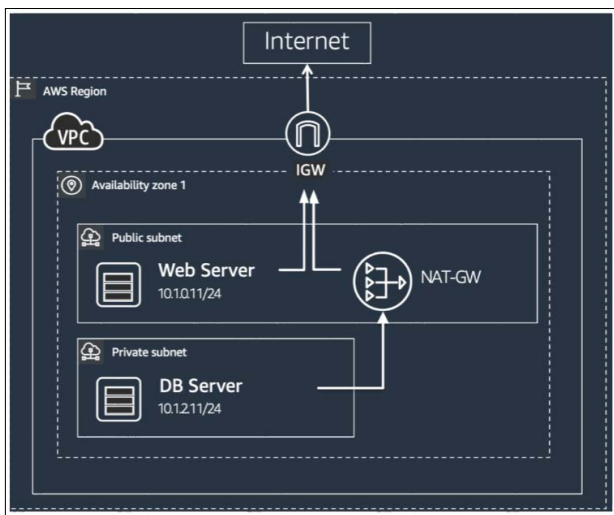 Internet
AWS Region
VPC
IGW
Availability zone 1
Public subnet
Web Server
10.1.0.11/24
NAT-GW
Private subnet
DB Server
10.1.2.11/24